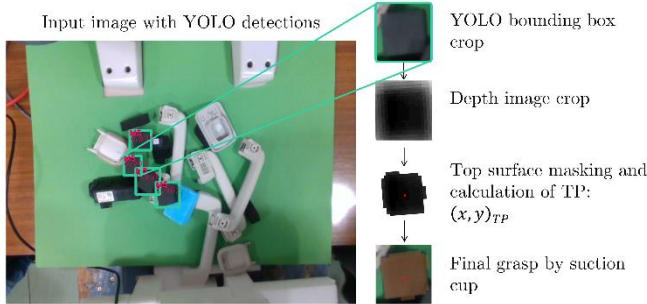 Input image with YOLO detections
YOLO bounding box
crop
Depth image crop
Top surface masking and
calculation of TP:
(x, y)TP
Final grasp by suction
cup